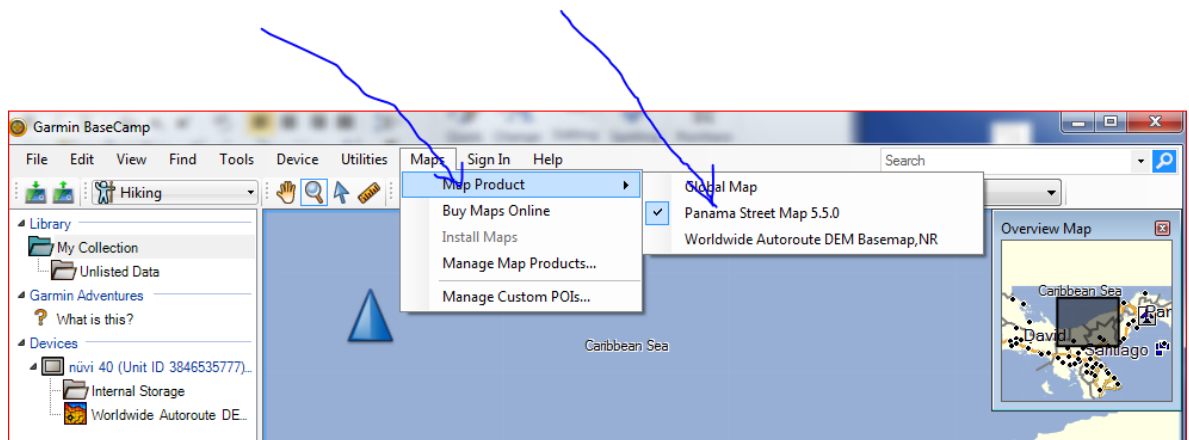 Garmin BaseCamp
File Edit View Find Tools Device Utilities Maps Sign In Help
Search
Hiking
Map Product
Buy Maps Online
Install Maps
Manage Map Products...
Manage Custom POIs...
Global Map
Panama Street Map 5.5.0
Worldwide Autoroute DEM Basemap,NR
Library
My Collection
Unlisted Data
Garmin Adventures
What is this?
Devices
nüvi 40 (Unit ID 3846535777)...
Internal Storage
Worldwide Autoroute DE...
Caribbean Sea
Overview Map
Caribbean Sea
Par
David
Santiago